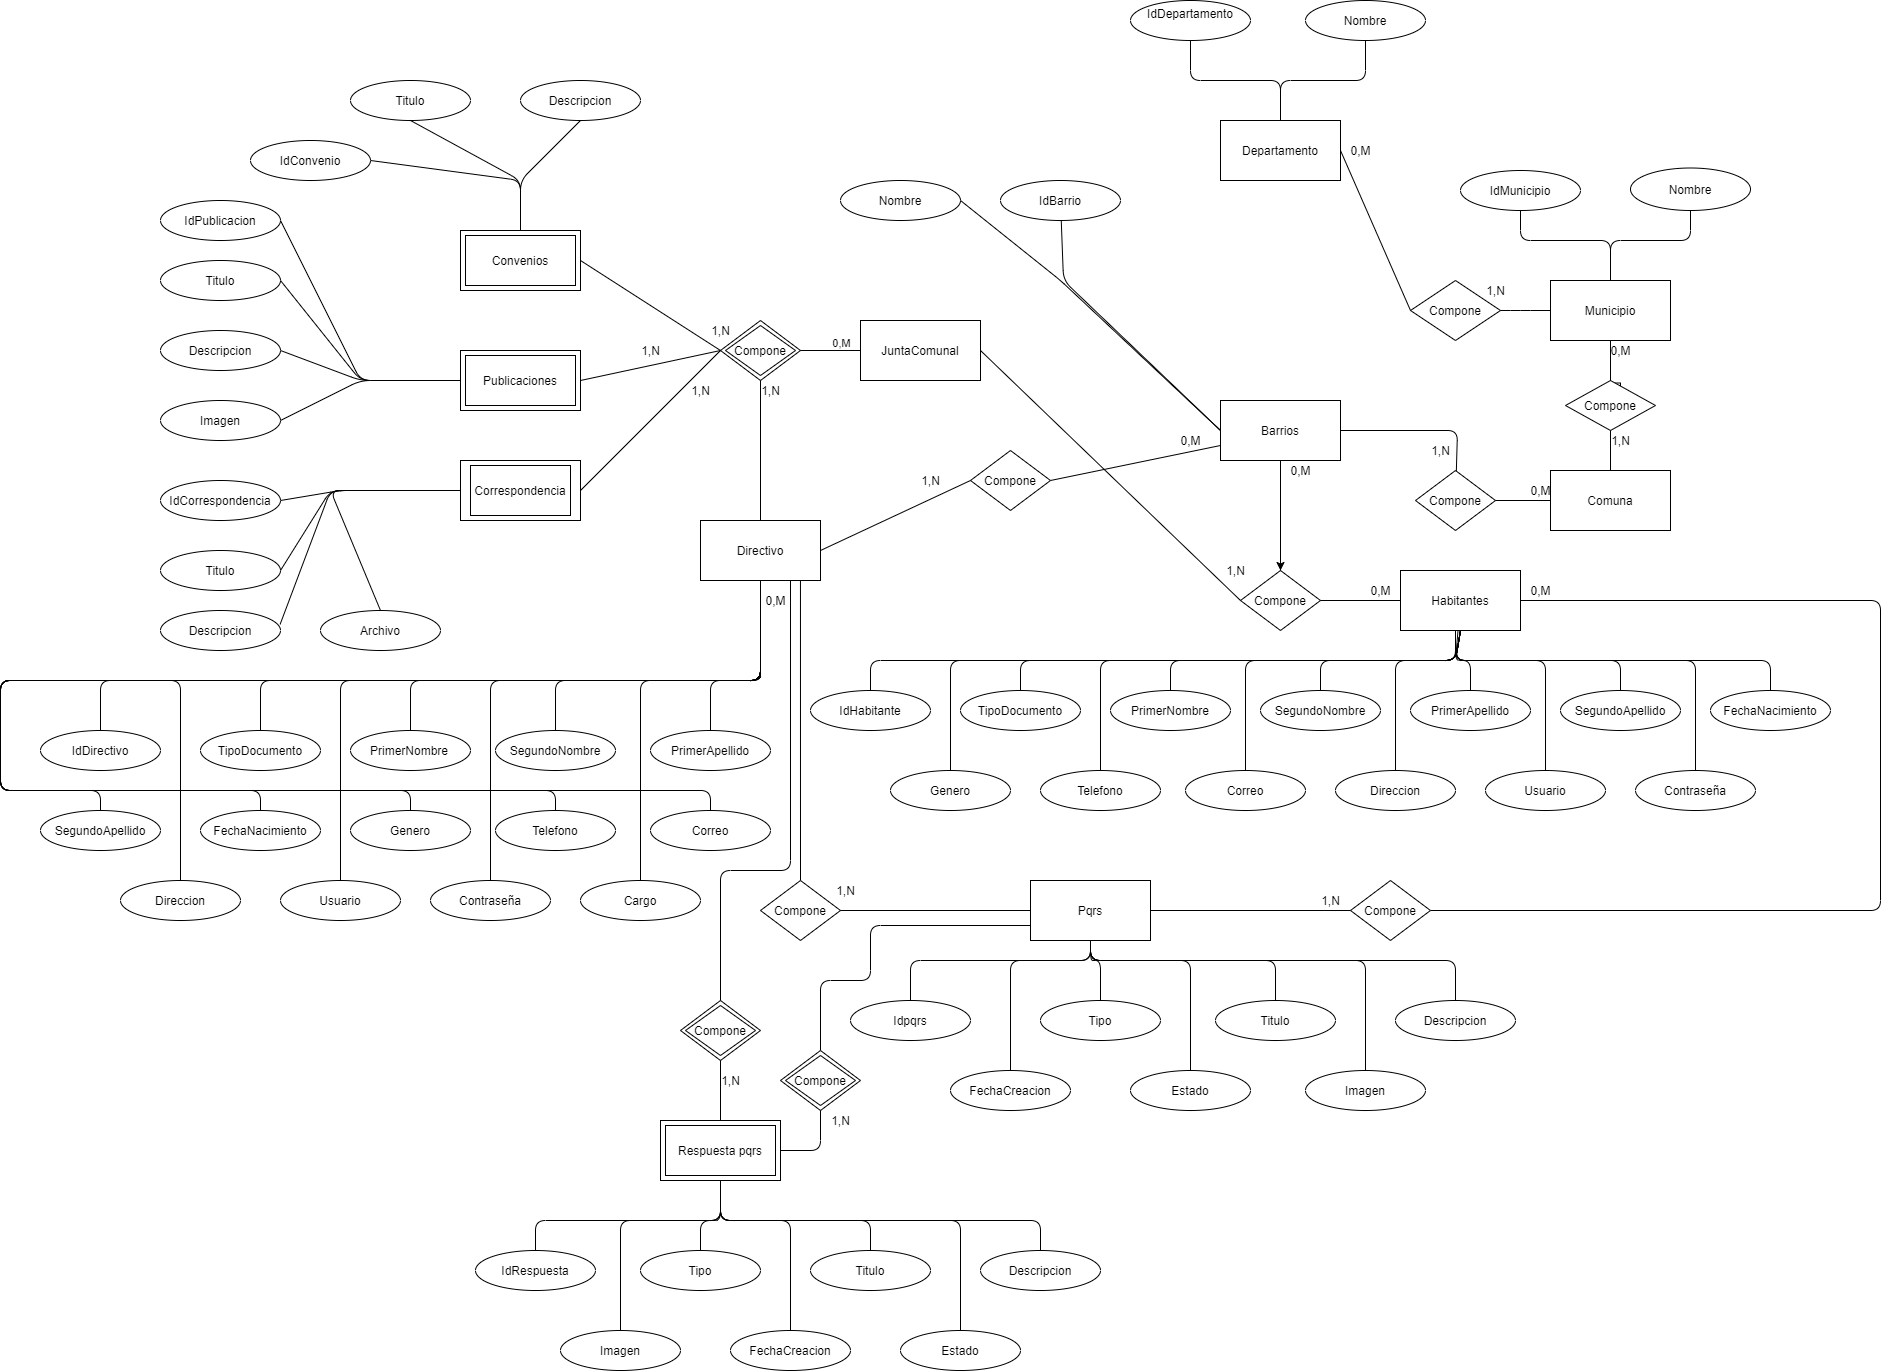 IdDepartamento
Nombre
Titulo
Descripcion
Departamento
0,M
IdConvenio
IdMunicipio
Nombre
Nombre
IdBarrio
IdPublicacion
Convenios
Titulo
1,N
Compone
Municipio
1,N
0,M
Descripcion
1,N
Compone
JuntaComunal
0,M
Publicaciones
1,N
1,N
Compone
Imagen
Barrios
0,M
1,N
1,N
0,M
1,N
Compone
0,M
Correspondencia
0,M
IdCorrespondencia
Compone
Comuna
Directivo
Titulo
1,N
0,M
0,M
0,M
Compone
Habitantes
Descripcion
Archivo
IdHabitante
TipoDocumento
PrimerNombre
SegundoNombre
PrimerApellido
SegundoApellido
FechaNacimiento
IdDirectivo
TipoDocumento
PrimerNombre
SegundoNombre
PrimerApellido
Genero
Telefono
Correo
Direccion
Usuario
Contraseña
SegundoApellido
FechaNacimiento
Genero
Telefono
Correo
1,N
1,N
Direccion
Usuario
Contraseña
Cargo
Compone
Pqrs
Compone
Idpqrs
Tipo
Titulo
Descripcion
Compone
1,N
Compone
FechaCreacion
Estado
Imagen
1,N
Respuesta pqrs
IdRespuesta
Tipo
Titulo
Descripcion
Imagen
FechaCreacion
Estado